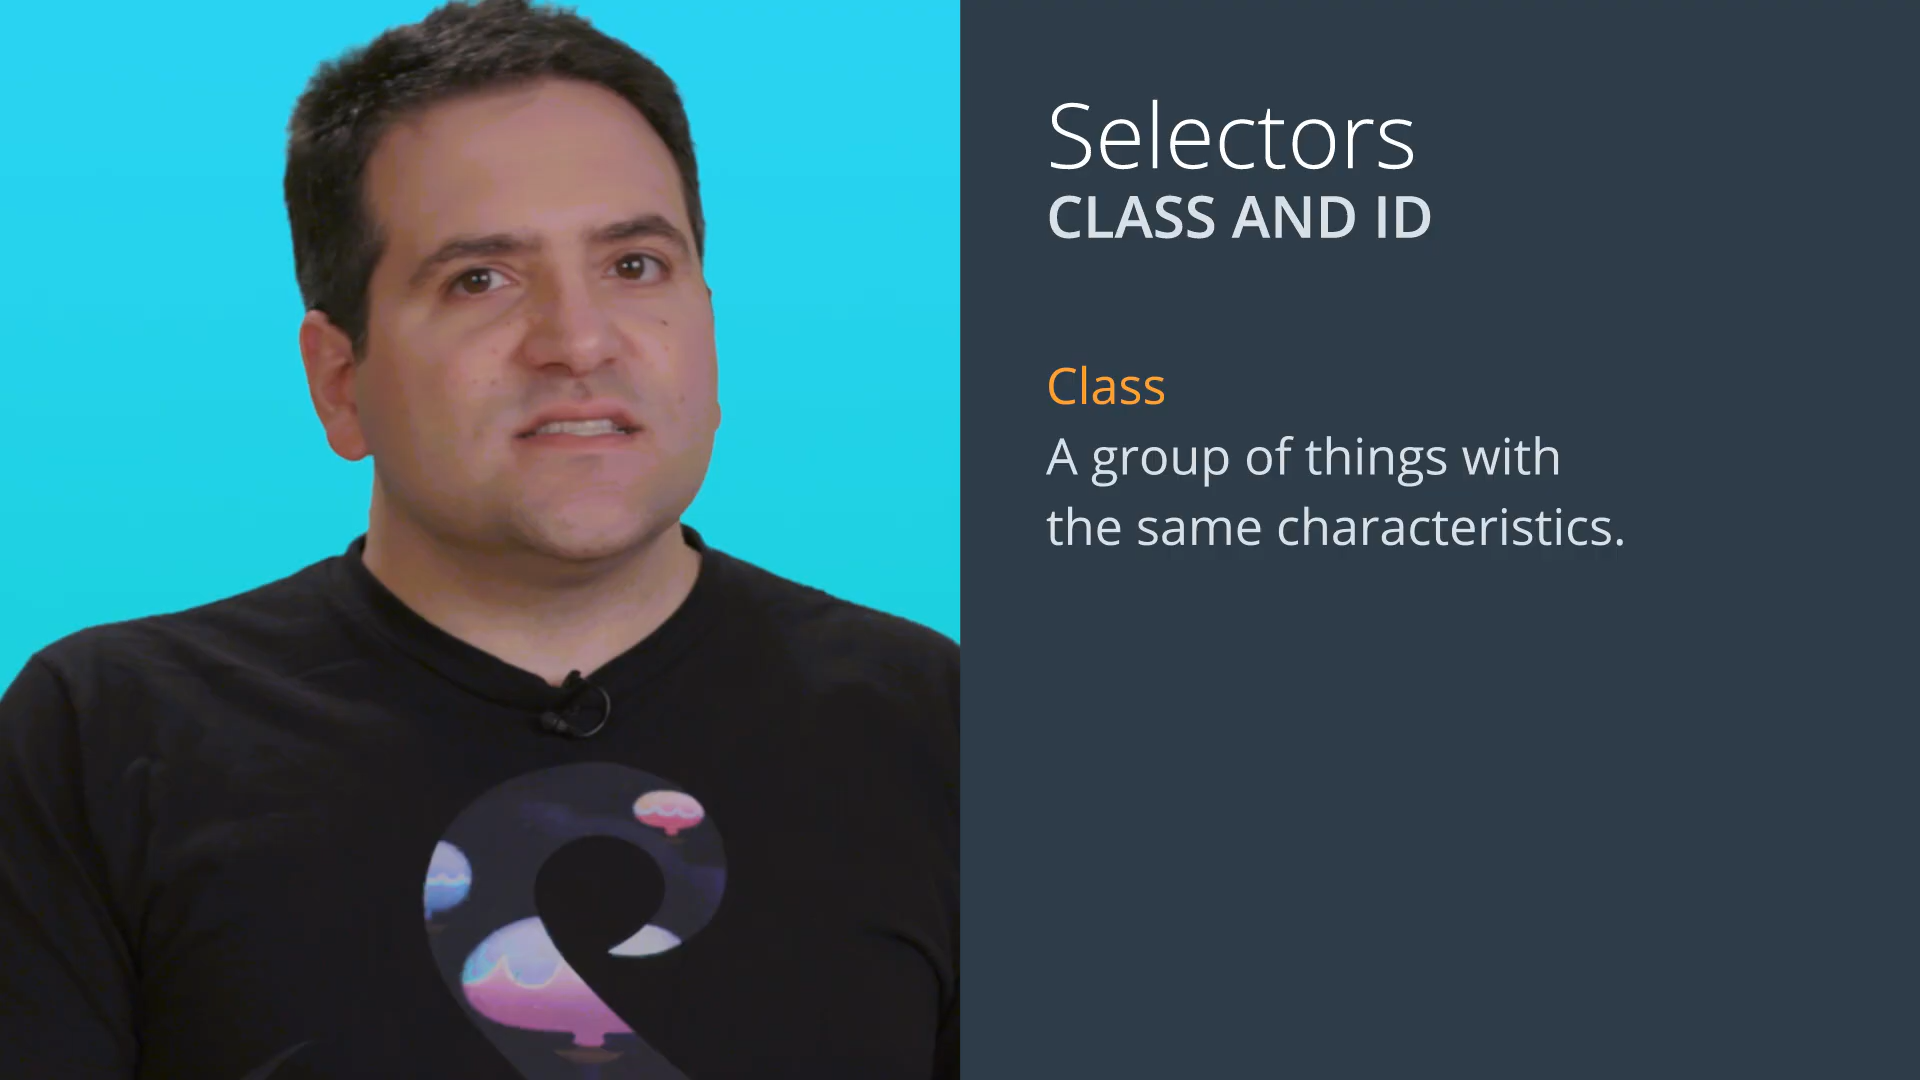 Selectors
CLASS AND ID
Class
A group of things with
the same characteristics.